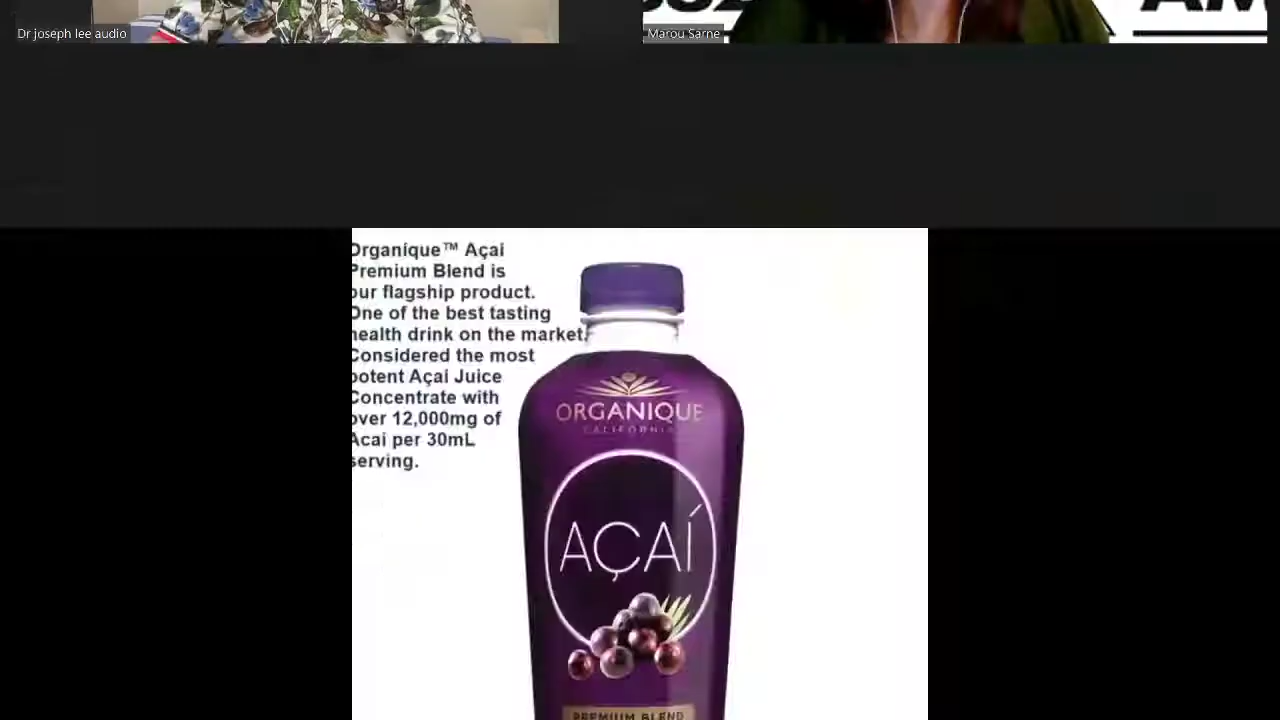 Dr joseph lee audio
Marou Sarne
Organique™ Açai
Premium Blend is
our flagship product.
One of the best tasting
health drink on the market.
Considered the most
potent Açai Juice
Concentrate with
over 12,000mg of
Acai per 30mL
serving.
ORGANIQUE
CALIFORNIA
AÇAÍ
PREMIUM BLEND